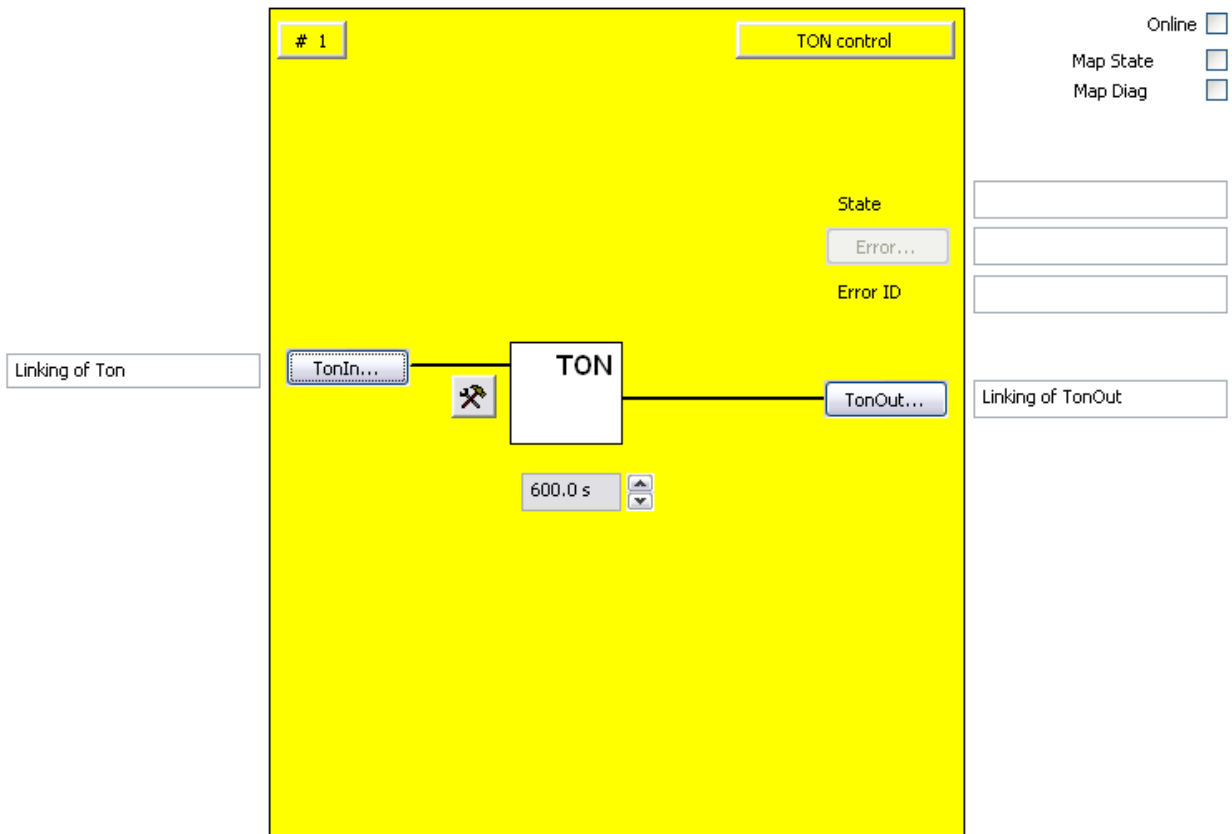 # 1
TON control
Online
Map State
Map Diag
State
Error...
Error ID
Linking of Ton
TonIn...
TON
TonOut...
Linking of TonOut
600.0 s